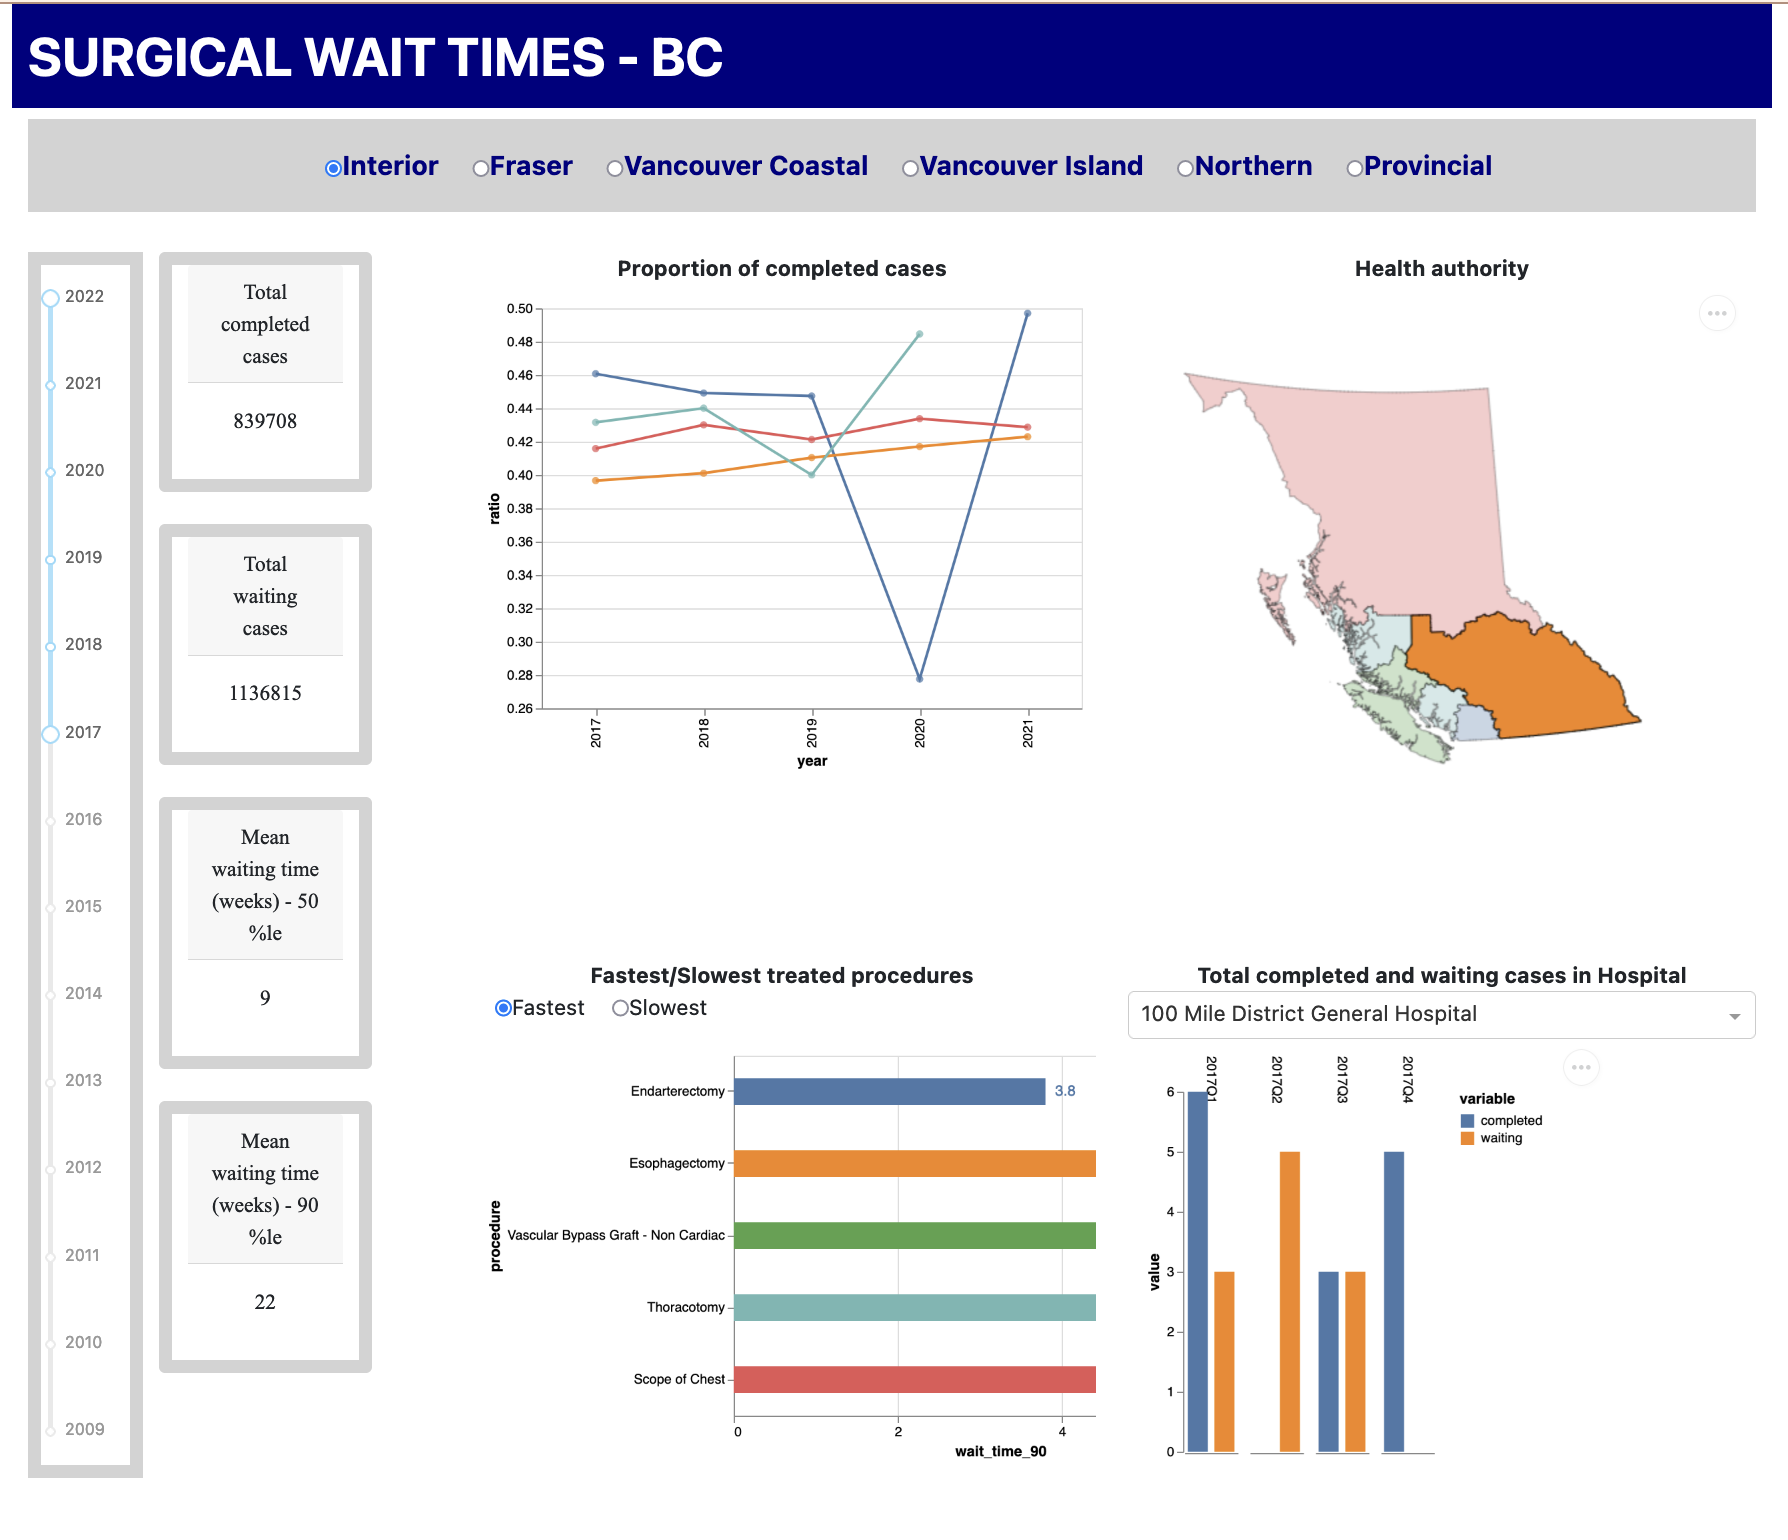 SURGICAL WAIT TIMES - BC
Interior Fraser Vancouver Coastal Vancouver Island Northern Provincial
2022
2021
2020
2019
2018
2017
2016
2015
2014
2013
2012
2011
2010
2009
Total
completed
cases
839708
Total
waiting
cases
1136815
Mean
waiting time
(weeks) - 50
%le
9
Mean
waiting time
(weeks) - 90
%le
22
Proportion of completed cases
0.50
0.48
0.46
0.44
0.42
0.40
0.38
0.36
0.34
0.32
0.30
0.28
0.26
ratio
2017 2018 2019 2020 2021
year
Health authority
Fastest/Slowest treated procedures
Fastest Slowest
Endarterectomy 3.8
Esophagectomy
Vascular Bypass Graft - Non Cardiac
Thoracotomy
Scope of Chest
procedure
0 2 4
wait_time_90
Total completed and waiting cases in Hospital
100 Mile District General Hospital
2017Q1 2017Q2 2017Q3 2017Q4
6
5
4
3
2
1
0
value
variable
completed
waiting